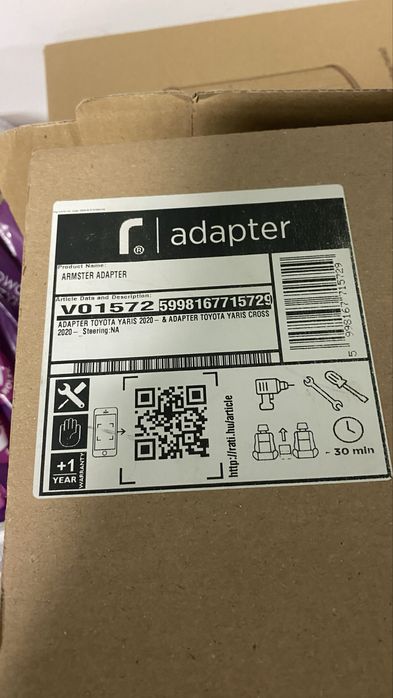 r® | adapter
Product Name:
ARMSTER ADAPTER
Article Data and Description:
V01572 5998167715729
ADAPTER TOYOTA YARIS 2020- & ADAPTER TOYOTA YARIS CROSS
2020-_Steering:NA
5 998167 715729
+1
YEAR
WARRANTY
http://rati.hu/article
~ 30 min